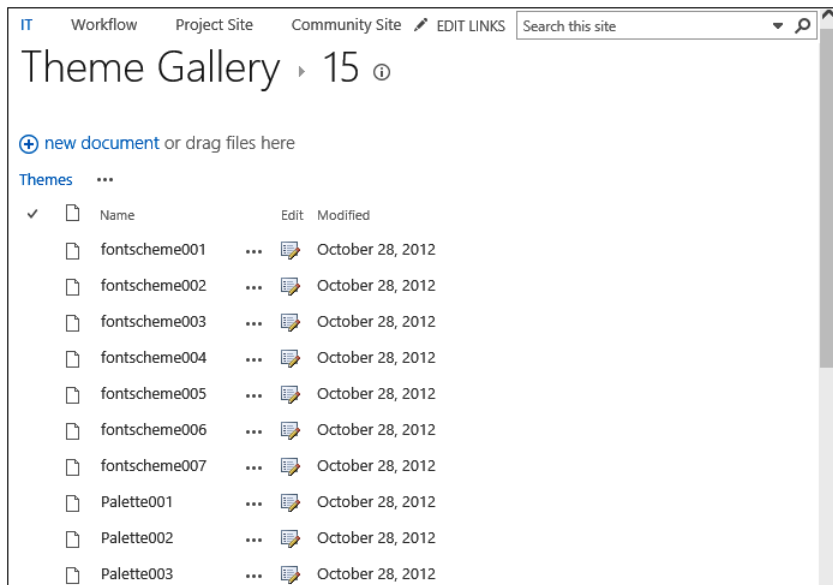 IT Workflow Project Site Community Site EDIT LINKS Search this site
Theme Gallery 15
new document or drag files here
Themes ...
Name Edit Modified
fontscheme001 ... October 28, 2012
fontscheme002 ... October 28, 2012
fontscheme003 ... October 28, 2012
fontscheme004 ... October 28, 2012
fontscheme005 ... October 28, 2012
fontscheme006 ... October 28, 2012
fontscheme007 ... October 28, 2012
Palette001 ... October 28, 2012
Palette002 ... October 28, 2012
Palette003 ... October 28, 2012